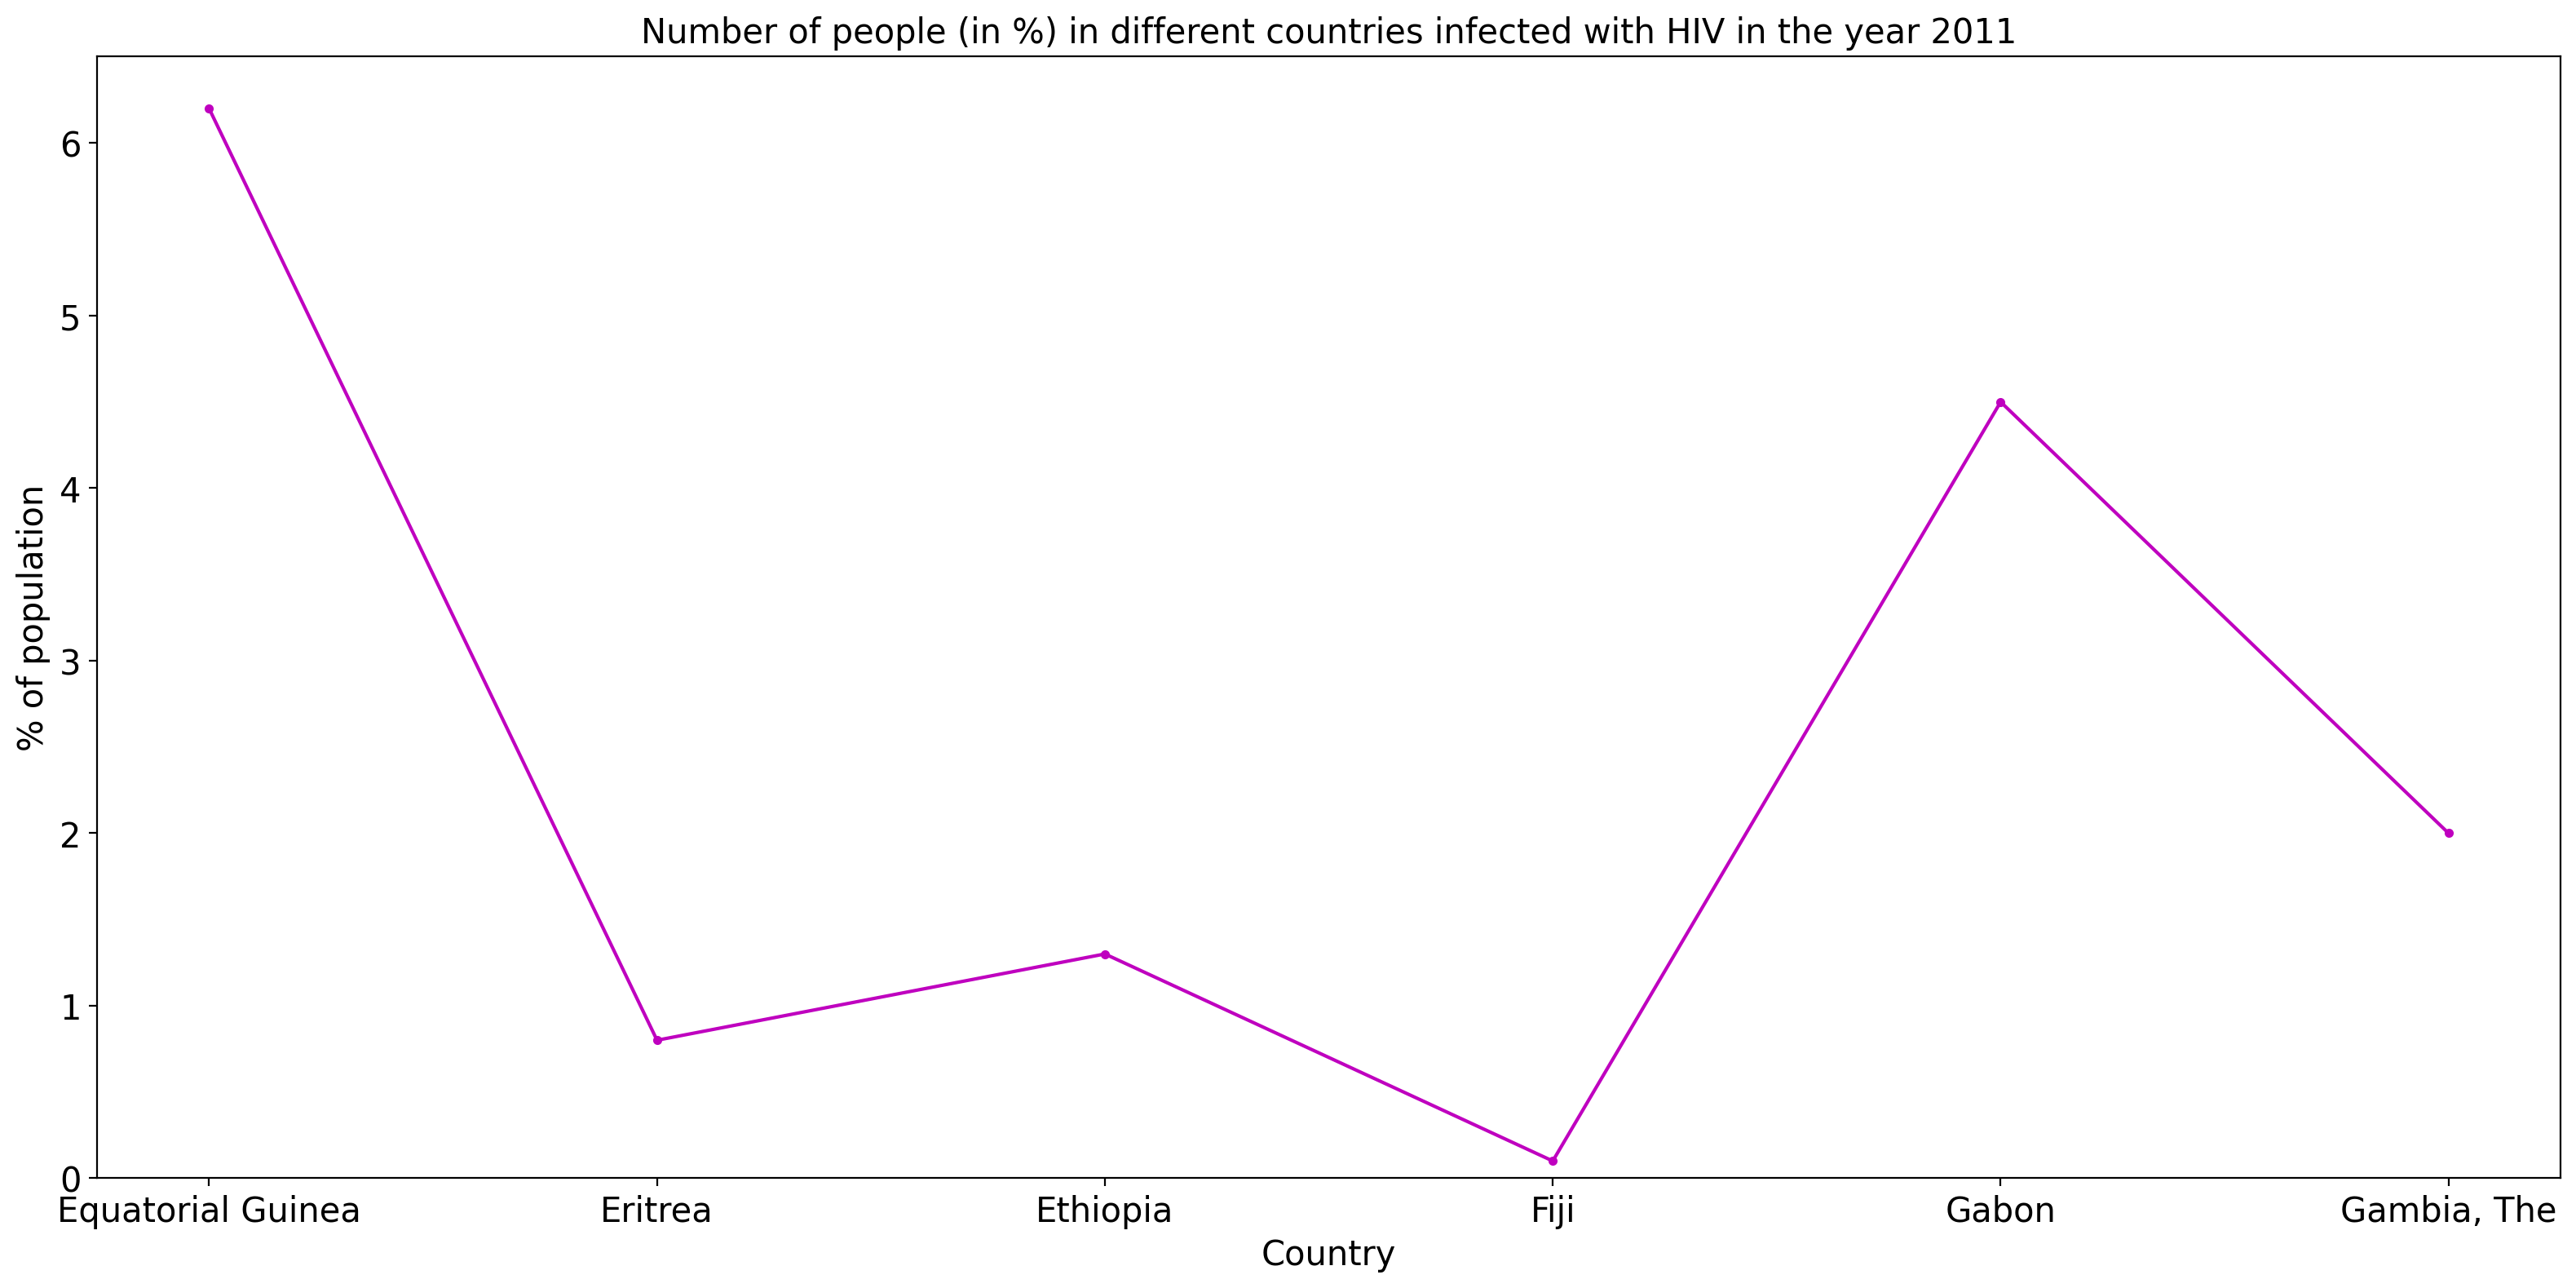 Number of people (in %) in different countries infected with HIV in the year 2011
% of population
6
5
4
3
2
1
0
Equatorial Guinea Eritrea Ethiopia Fiji Gabon Gambia, The
Country